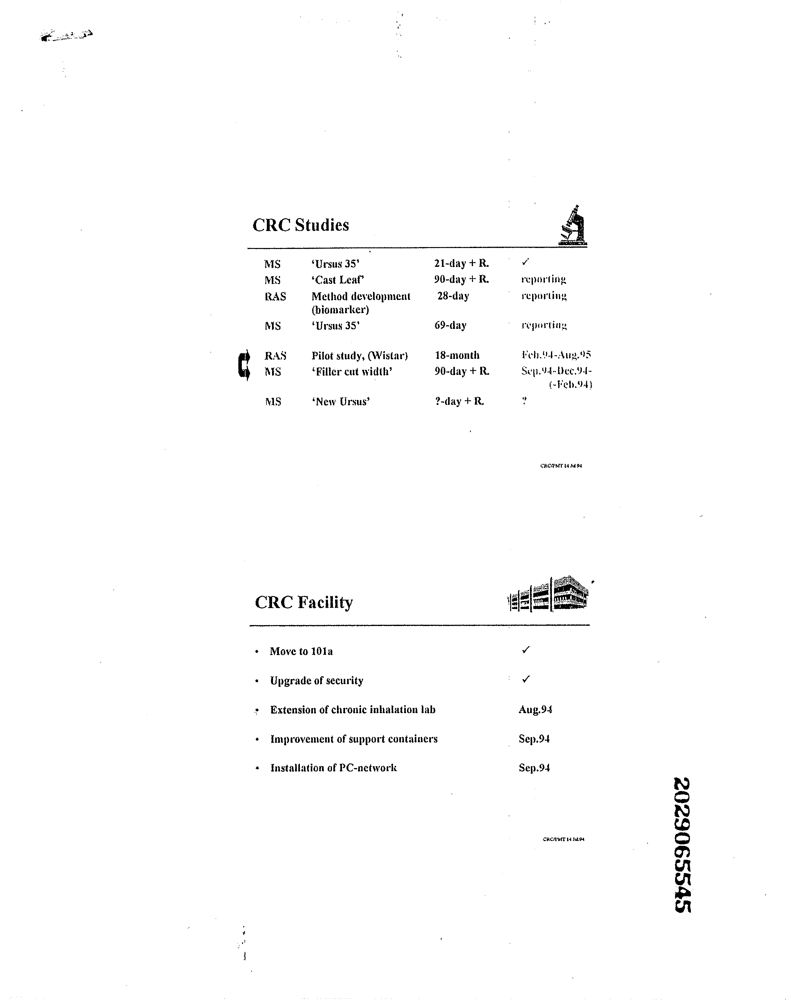 CRC Studies
MS 'Ursus 35' 21-day + R. ✓
MS 'Cast Leaf' 90-day + R. reporting
RAS Method development 28-day reporting
(biomarker)
MS 'Ursus 35' 69-day reporting
RAS Pilot study, (Wistar) 18-month Feb.94-Aug.95
MS 'Filler cut width' 90-day + R. Sep.94-Dec.94-
(~Feb.94)
MS 'New Ursus' ?-day + R. ?
CRC/PMT 14 Jul 94
CRC Facility
• Move to 101a ✓
• Upgrade of security ✓
• Extension of chronic inhalation lab Aug.94
• Improvement of support containers Sep.94
• Installation of PC-network Sep.94
CRC/PMT 14 Jul 94
2029065545